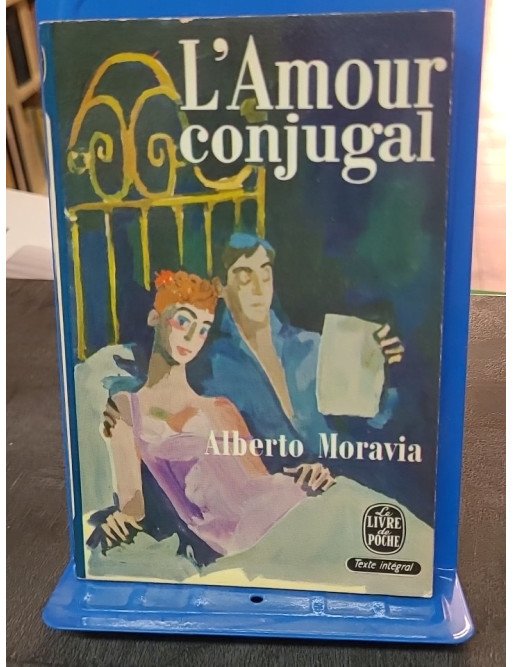 L'Amour
conjugal
Alberto Moravia
Le
LIVRE
de
POCHE
Texte intégral